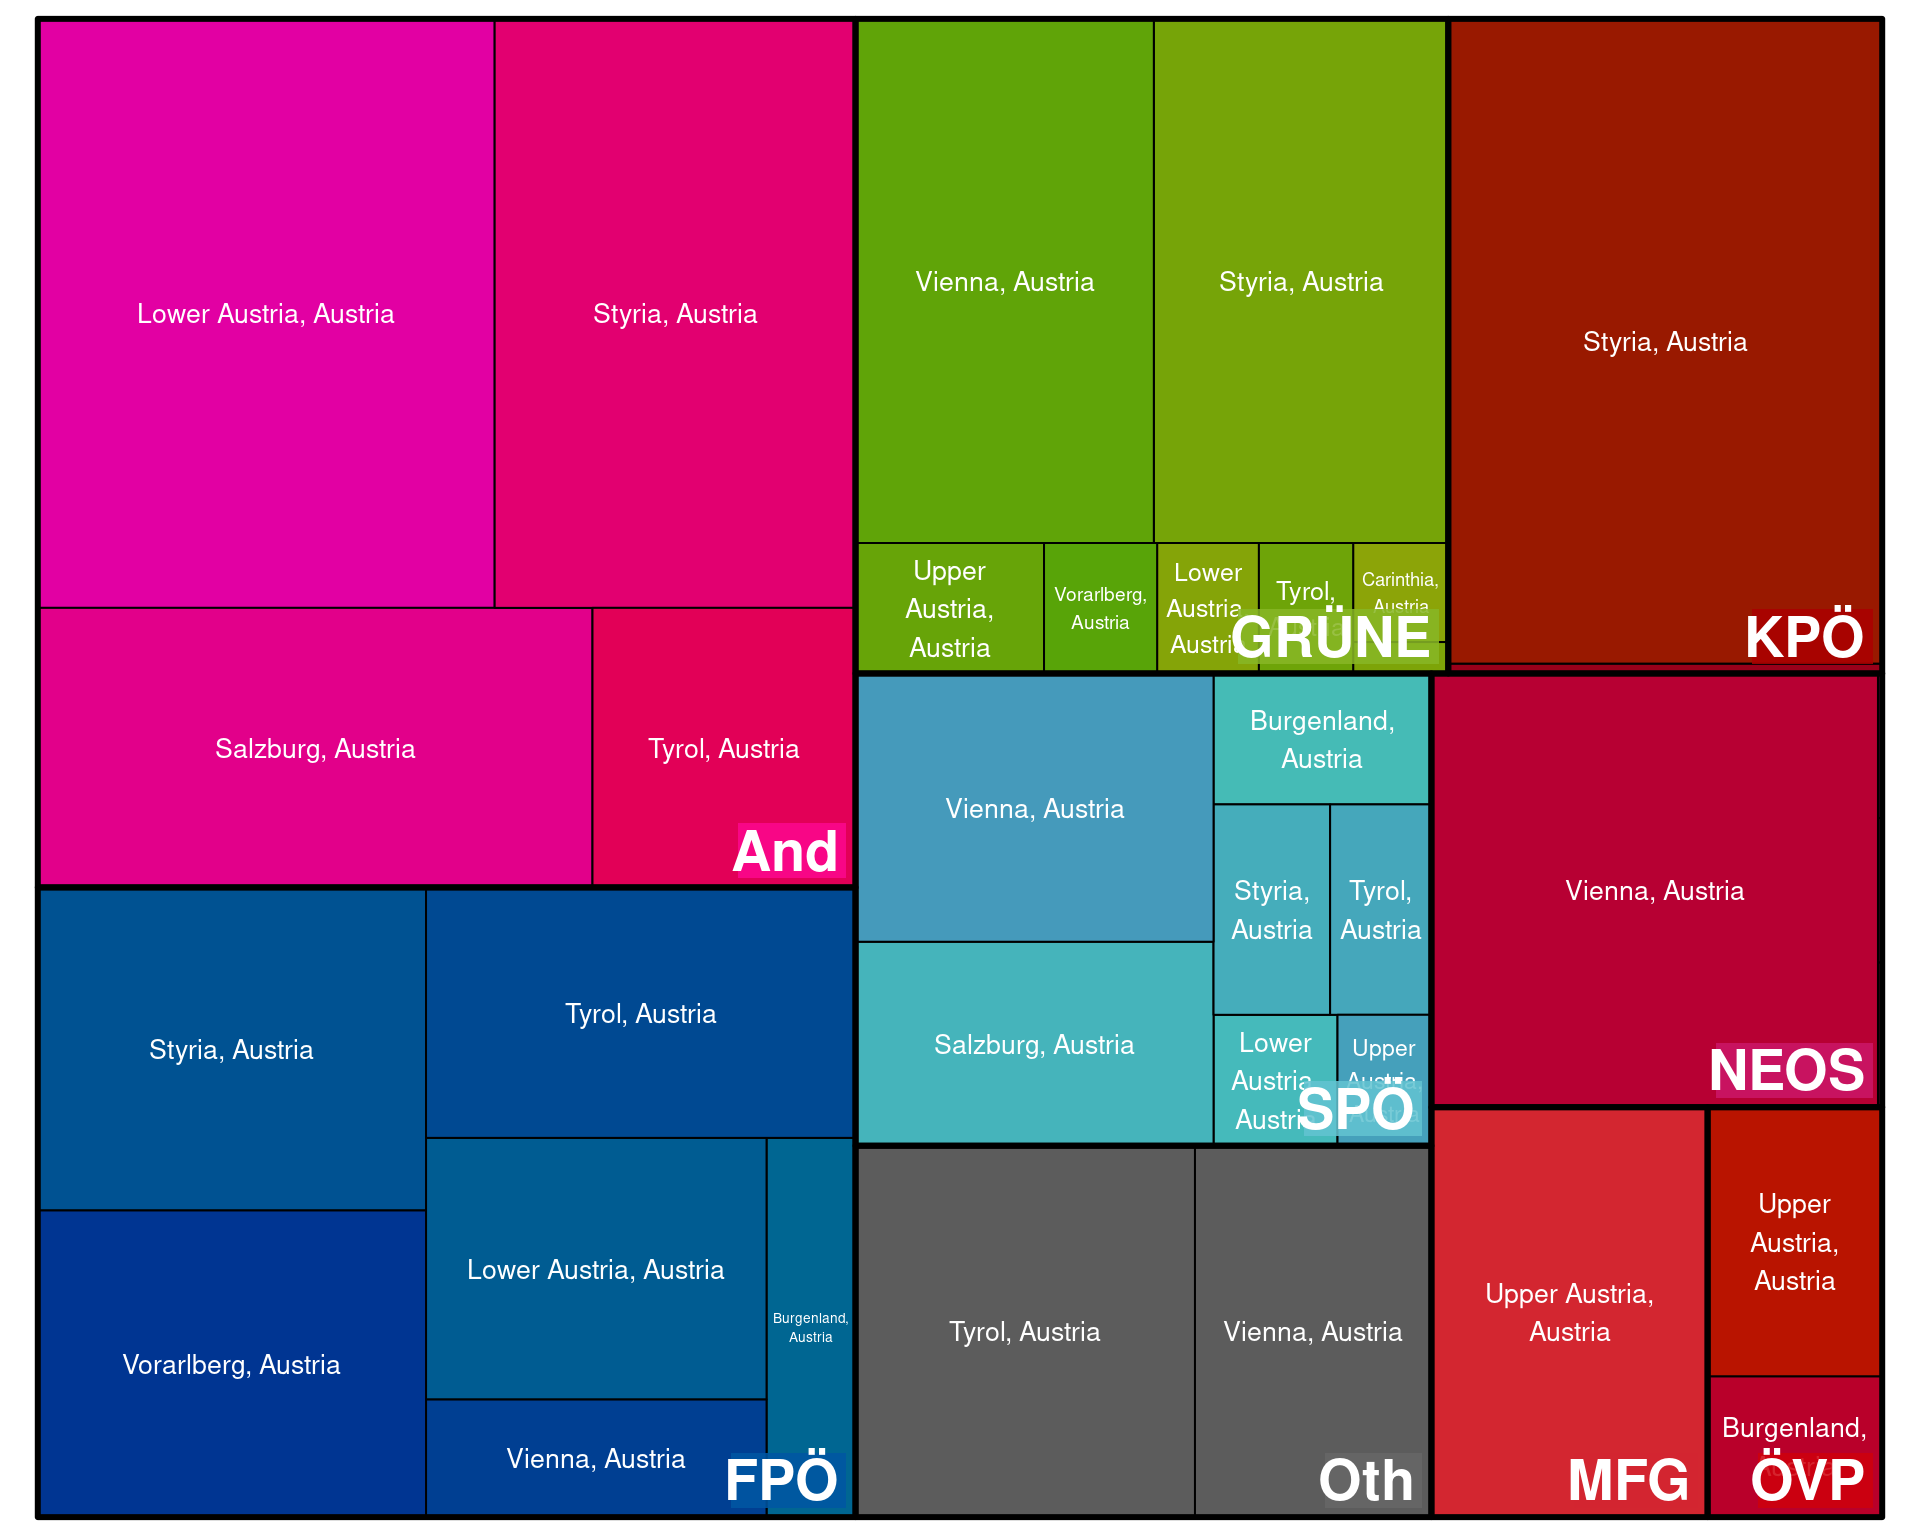 Lower Austria, Austria
Styria, Austria
Salzburg, Austria
Tyrol, Austria
And
Styria, Austria
Vorarlberg, Austria
Tyrol, Austria
Lower Austria, Austria
Vienna, Austria
Burgenland,
Austria
FPÖ
Vienna, Austria
Styria, Austria
Upper
Austria,
Austria
Vorarlberg,
Austria
Lower
Austria,
Austria
Tyrol,
Austria
Carinthia,
Austria
GRÜNE
Styria, Austria
KPÖ
Vienna, Austria
Salzburg, Austria
Burgenland,
Austria
Styria,
Austria
Tyrol,
Austria
Lower
Austria,
Austria
Upper
Austria,
Austria
SPÖ
Vienna, Austria
NEOS
Tyrol, Austria
Vienna, Austria
Oth
Upper Austria,
Austria
MFG
Upper
Austria,
Austria
Burgenland,
Austria
ÖVP